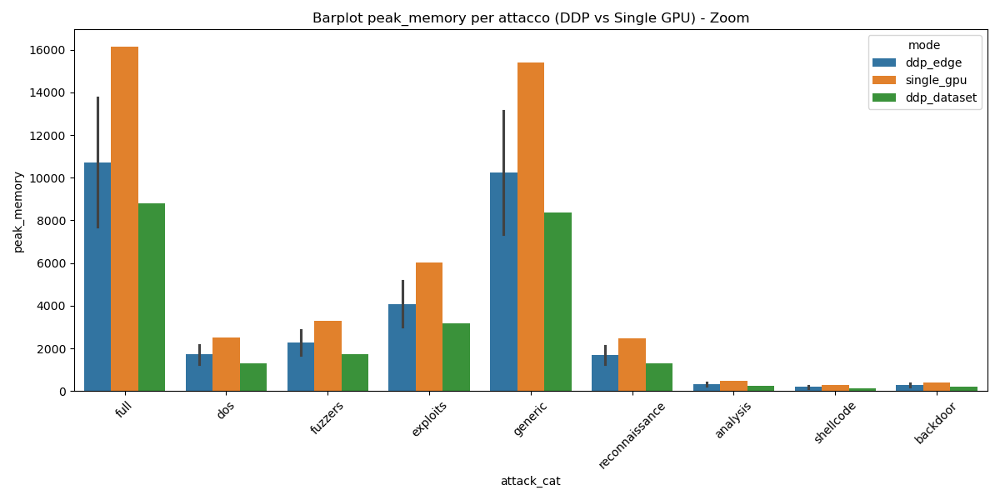 Barplot peak_memory per attacco (DDP vs Single GPU) - Zoom
mode
ddp_edge
single_gpu
ddp_dataset
peak_memory
16000
14000
12000
10000
8000
6000
4000
2000
0
full
dos
fuzzers
exploits
generic
reconnaissance
analysis
shellcode
backdoor
attack_cat